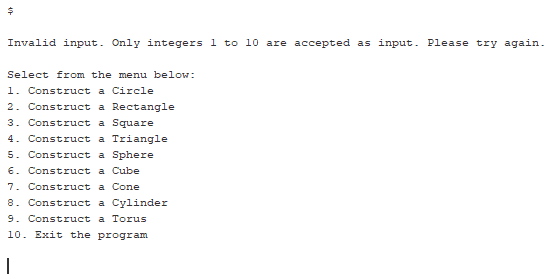 $
Invalid input. Only integers 1 to 10 are accepted as input. Please try again.
Select from the menu below:
1. Construct a Circle
2. Construct a Rectangle
3. Construct a Square
4. Construct a Triangle
5. Construct a Sphere
6. Construct a Cube
7. Construct a Cone
8. Construct a Cylinder
9. Construct a Torus
10. Exit the program